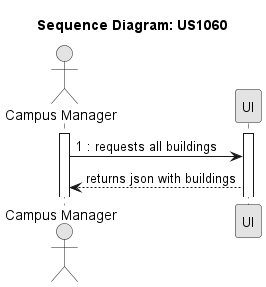 Sequence Diagram: US1060
Campus Manager
UI
1 : requests all buildings
returns json with buildings
Campus Manager
UI